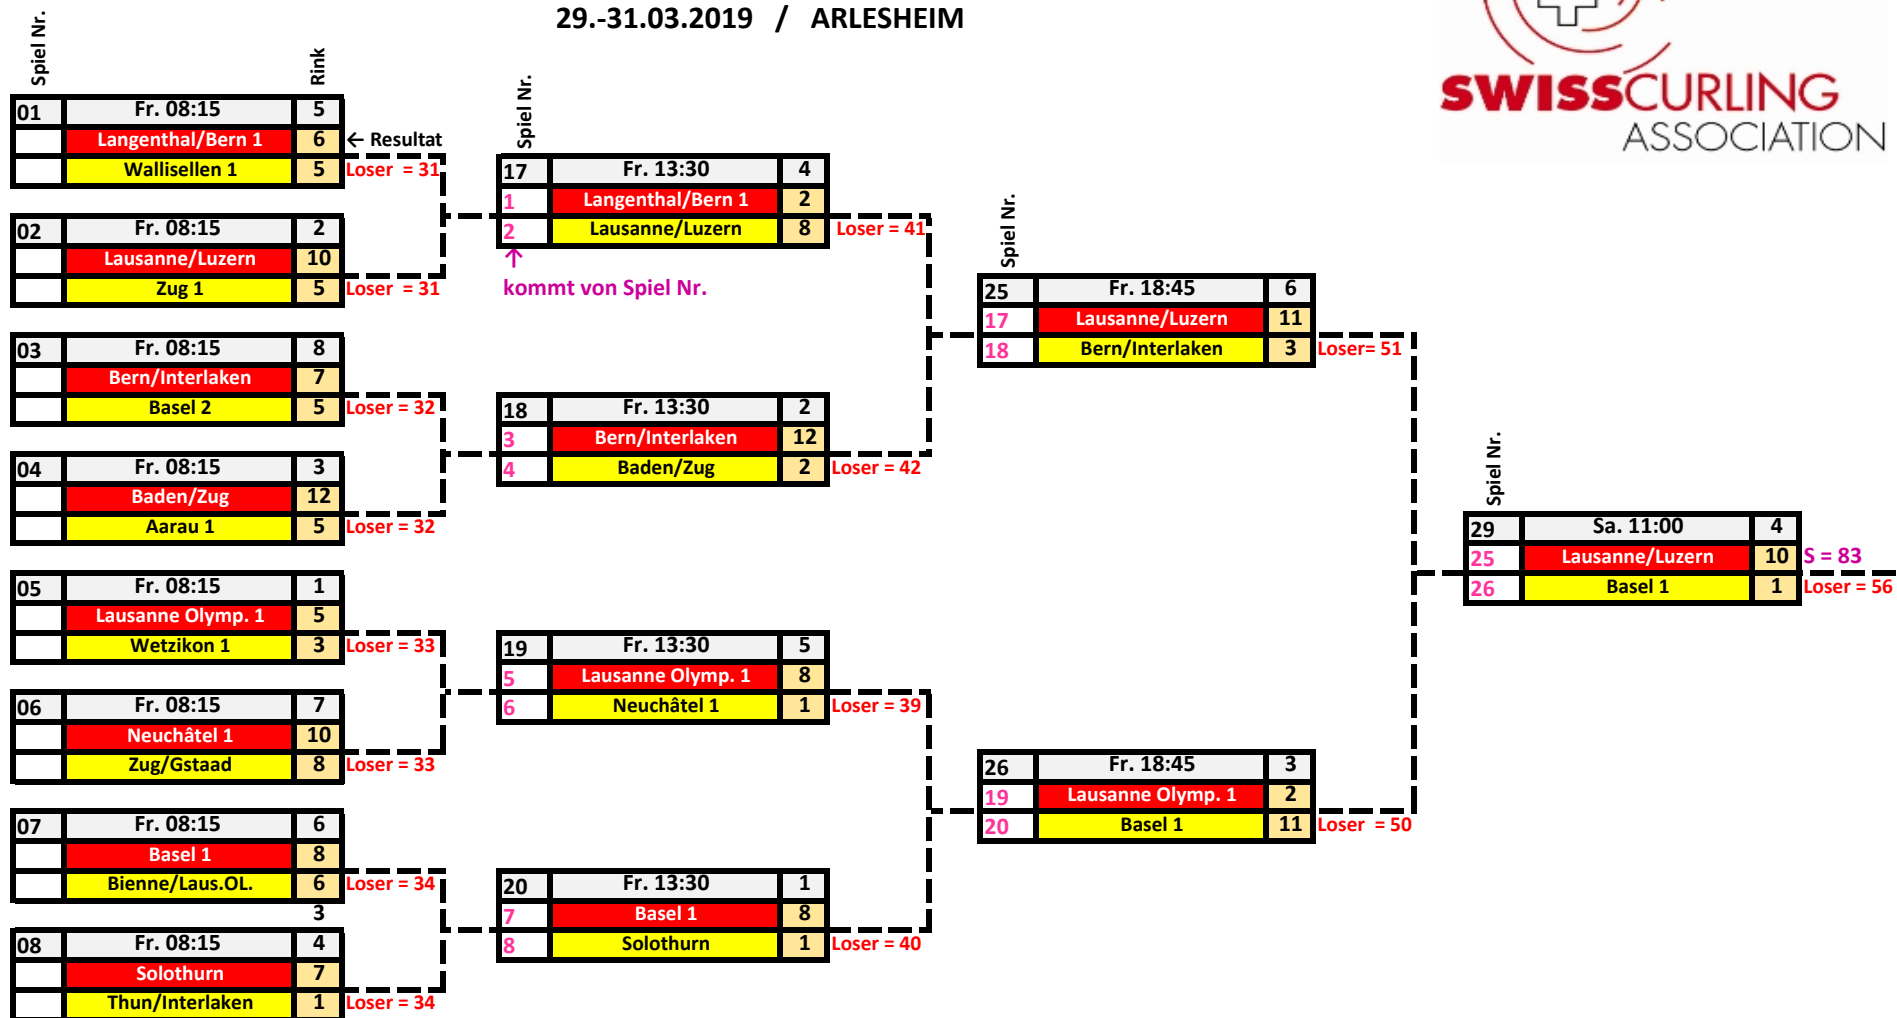 29.-31.03.2019 / ARLESHEIM
SWISSCURLING
ASSOCIATION
Spiel Nr.
Rink
01 Fr. 08:15 5
Langenthal/Bern 1 6 ← Resultat
Wallisellen 1 5 Loser = 31
02 Fr. 08:15 2
Lausanne/Luzern 10
Zug 1 5 Loser = 31
03 Fr. 08:15 8
Bern/Interlaken 7
Basel 2 5 Loser = 32
04 Fr. 08:15 3
Baden/Zug 12
Aarau 1 5 Loser = 32
05 Fr. 08:15 1
Lausanne Olymp. 1 5
Wetzikon 1 3 Loser = 33
06 Fr. 08:15 7
Neuchâtel 1 10
Zug/Gstaad 8 Loser = 33
07 Fr. 08:15 6
Basel 1 8
Bienne/Laus.OL. 6 Loser = 34
3
08 Fr. 08:15 4
Solothurn 7
Thun/Interlaken 1 Loser = 34
Spiel Nr.
17 Fr. 13:30 4
1 Langenthal/Bern 1 2
2 Lausanne/Luzern 8 Loser = 41
↑
kommt von Spiel Nr.
18 Fr. 13:30 2
3 Bern/Interlaken 12
4 Baden/Zug 2 Loser = 42
19 Fr. 13:30 5
5 Lausanne Olymp. 1 8
6 Neuchâtel 1 1 Loser = 39
20 Fr. 13:30 1
7 Basel 1 8
8 Solothurn 1 Loser = 40
Spiel Nr.
25 Fr. 18:45 6
17 Lausanne/Luzern 11
18 Bern/Interlaken 3 Loser= 51
26 Fr. 18:45 3
19 Lausanne Olymp. 1 2
20 Basel 1 11 Loser = 50
Spiel Nr.
29 Sa. 11:00 4
25 Lausanne/Luzern 10 S = 83
26 Basel 1 1 Loser = 56